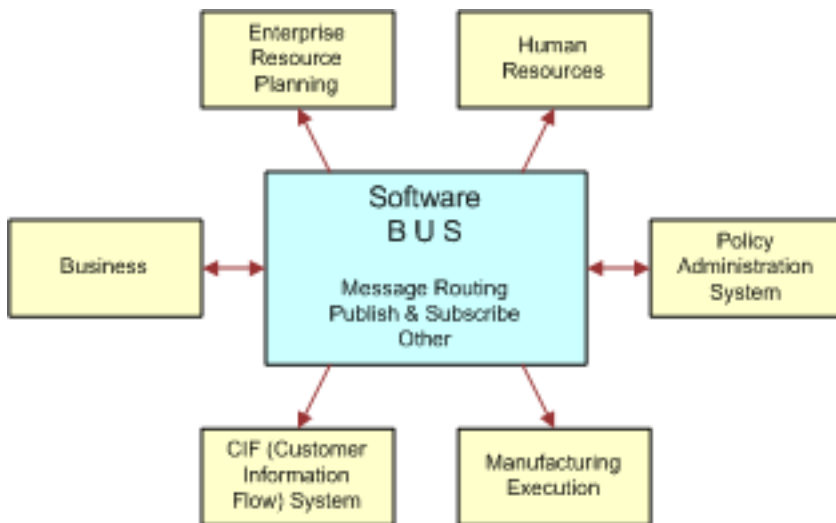 Enterprise
Resource
Planning
Human
Resources
Software
B U S
Message Routing
Publish & Subscribe
Other
Business
Policy
Administration
System
CIF (Customer
Information
Flow) System
Manufacturing
Execution